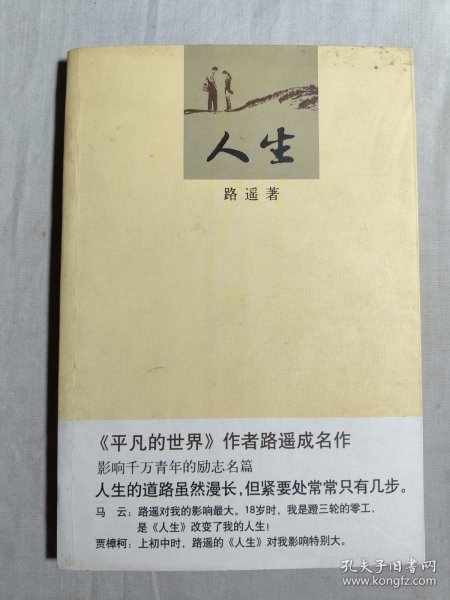 人生
路遥著
《平凡的世界》作者路遥成名作
影响千万青年的励志名篇
人生的道路虽然漫长，但紧要处常常只有几步。
马 云：路遥对我的影响最大。18岁时，我是蹬三轮的零工，
是《人生》改变了我的人生！
贾樟柯：上初中时，路遥的《人生》对我影响特别大。
孔夫子旧书网
www.kongfz.com